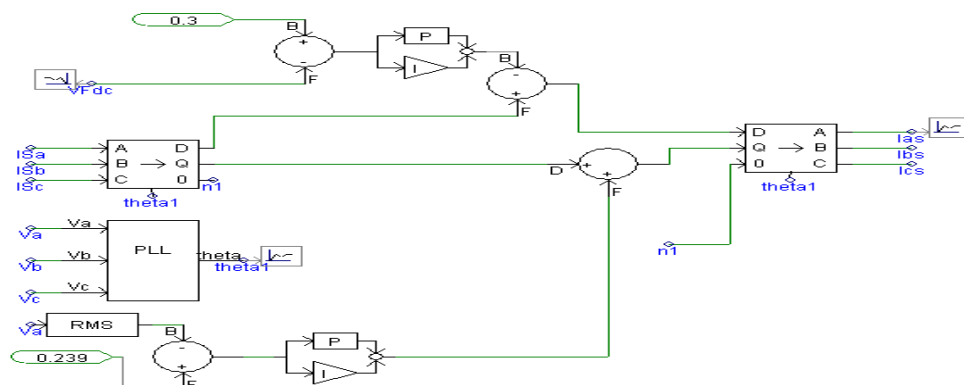 0.3
B
+
-
F
P
I
VFdc
B
-
+
F
ISa
ISb
ISc
A
B
C
D
Q
0
n1
theta1
D
+
+
F
D
Q
0
A
B
C
Ias
Ibs
Ics
theta1
n1
Va
Vb
Vc
Va
Vb
Vc
PLL
theta
theta1
Va
RMS
B
-
+
F
P
I
0.239